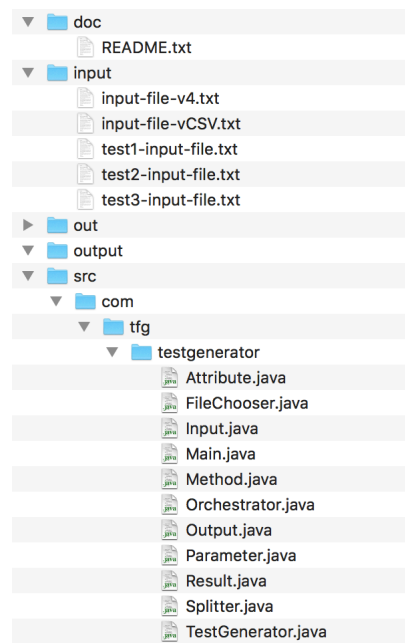 doc
README.txt
input
input-file-v4.txt
input-file-vCSV.txt
test1-input-file.txt
test2-input-file.txt
test3-input-file.txt
out
output
src
com
tfg
testgenerator
Attribute.java
FileChooser.java
Input.java
Main.java
Method.java
Orchestrator.java
Output.java
Parameter.java
Result.java
Splitter.java
TestGenerator.java